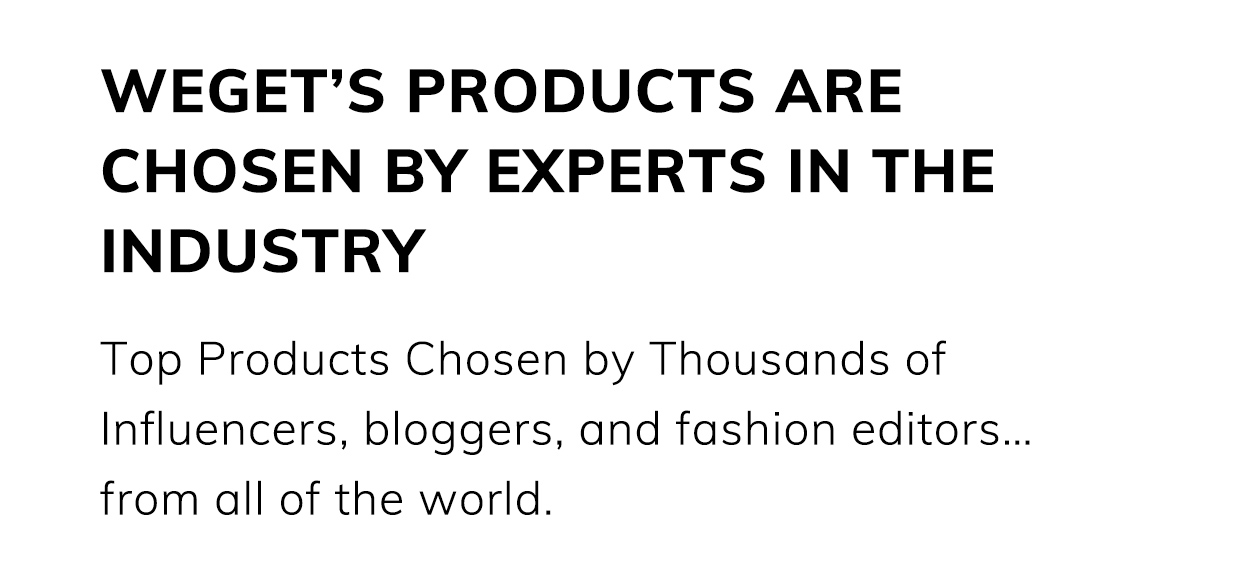 WEGET’S PRODUCTS ARE
CHOSEN BY EXPERTS IN THE
INDUSTRY
Top Products Chosen by Thousands of
Influencers, bloggers, and fashion editors...
from all of the world.